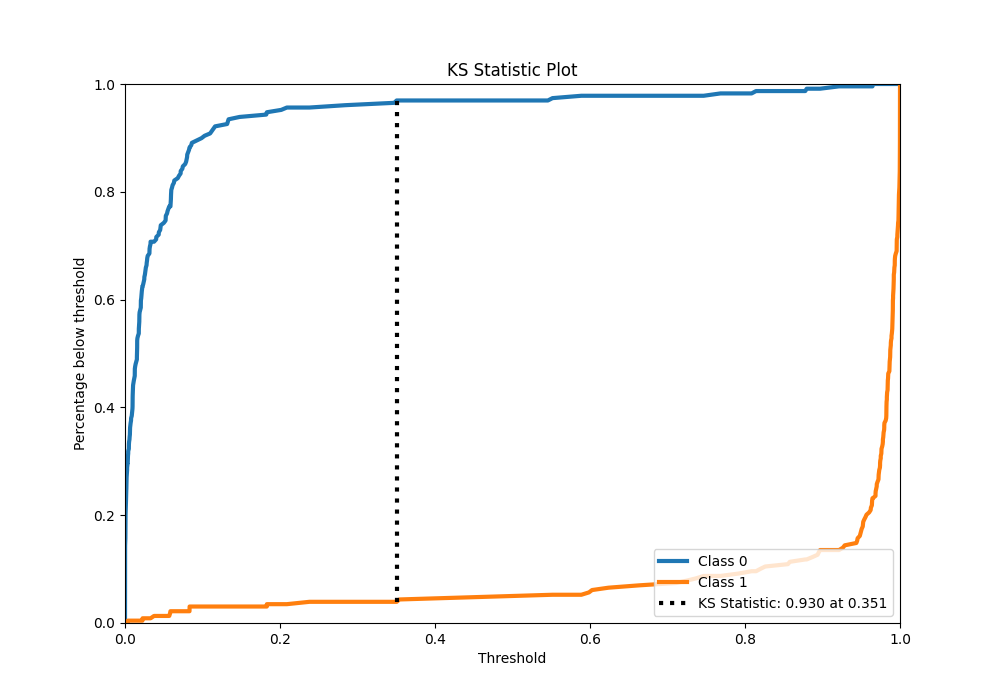 KS Statistic Plot
Percentage below threshold
1.0
0.8
0.6
0.4
0.2
0.0
0.0 0.2 0.4 0.6 0.8 1.0
Threshold
Class 0
Class 1
KS Statistic: 0.930 at 0.351